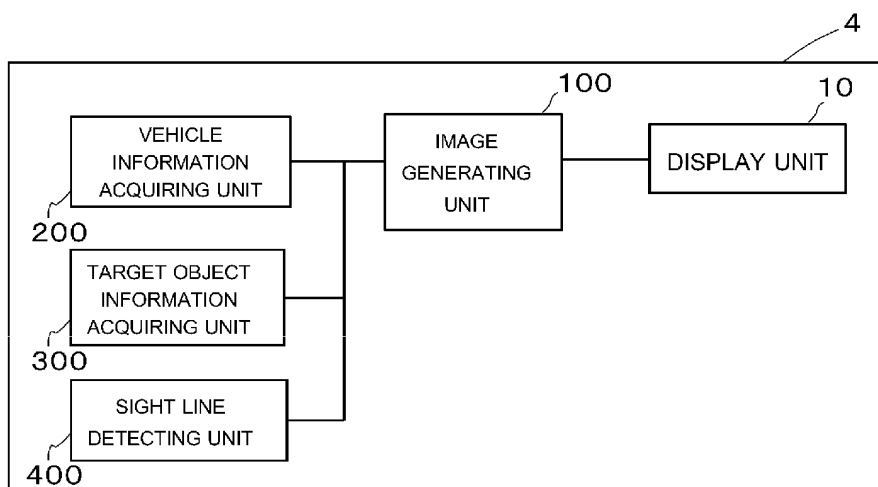 4
100
10
VEHICLE
INFORMATION
ACQUIRING UNIT
IMAGE
GENERATING
UNIT
DISPLAY UNIT
200
TARGET OBJECT
INFORMATION
ACQUIRING UNIT
300
SIGHT LINE
DETECTING UNIT
400